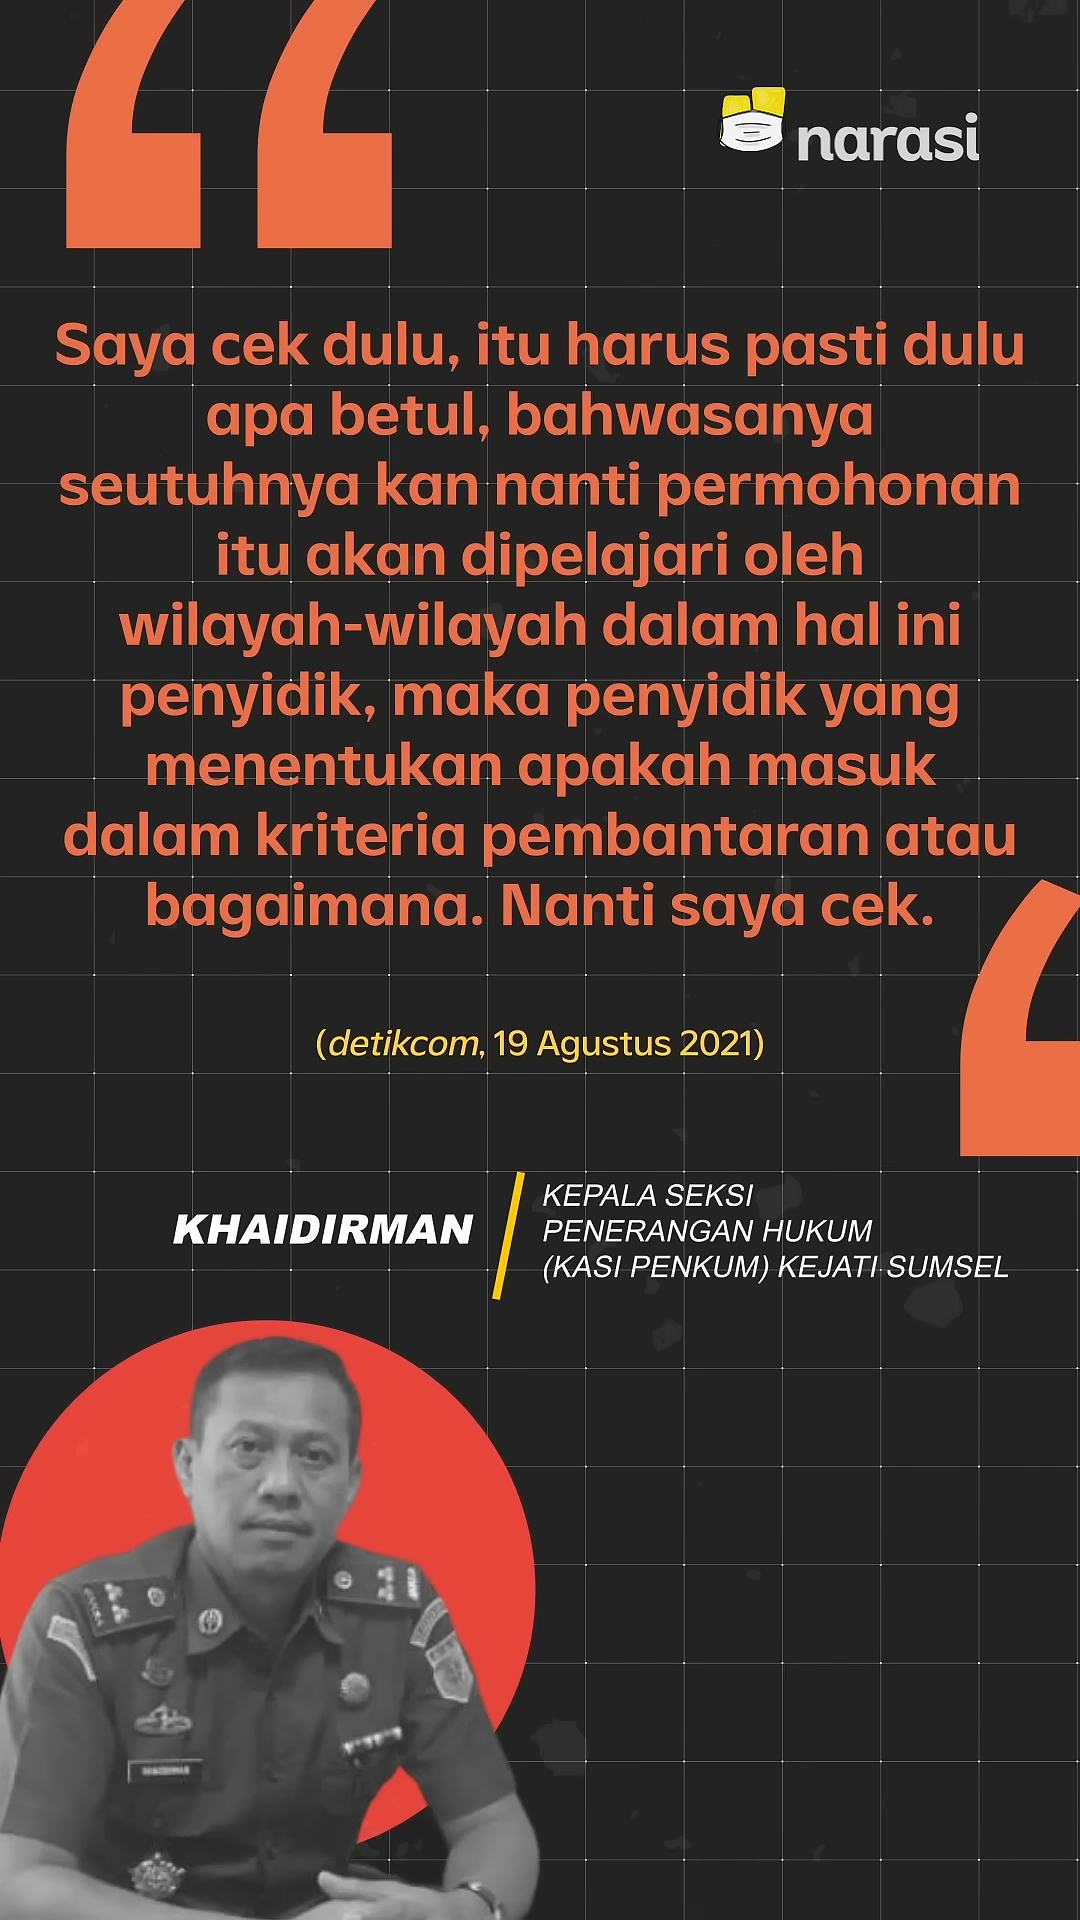 narasi
Saya cek dulu, itu harus pasti dulu
apa betul, bahwasanya
seutuhnya kan nanti permohonan
itu akan dipelajari oleh
wilayah-wilayah dalam hal ini
penyidik, maka penyidik yang
menentukan apakah masuk
dalam kriteria pembantaran atau
bagaimana. Nanti saya cek.
(detikcom, 19 Agustus 2021)
KHAIDIRMAN
KEPALA SEKSI
PENERANGAN HUKUM
(KASI PENKUM) KEJATI SUMSEL